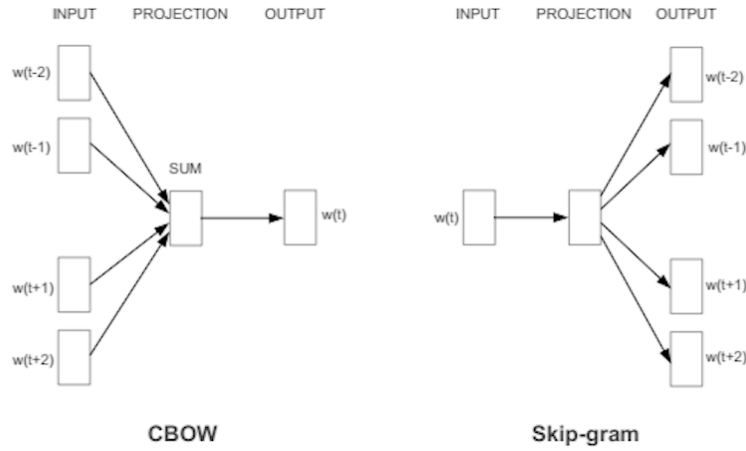 INPUT PROJECTION OUTPUT
w(t-2)
w(t-1)
SUM
w(t)
w(t+1)
w(t+2)
CBOW
INPUT PROJECTION OUTPUT
w(t-2)
w(t-1)
w(t)
w(t+1)
w(t+2)
Skip-gram